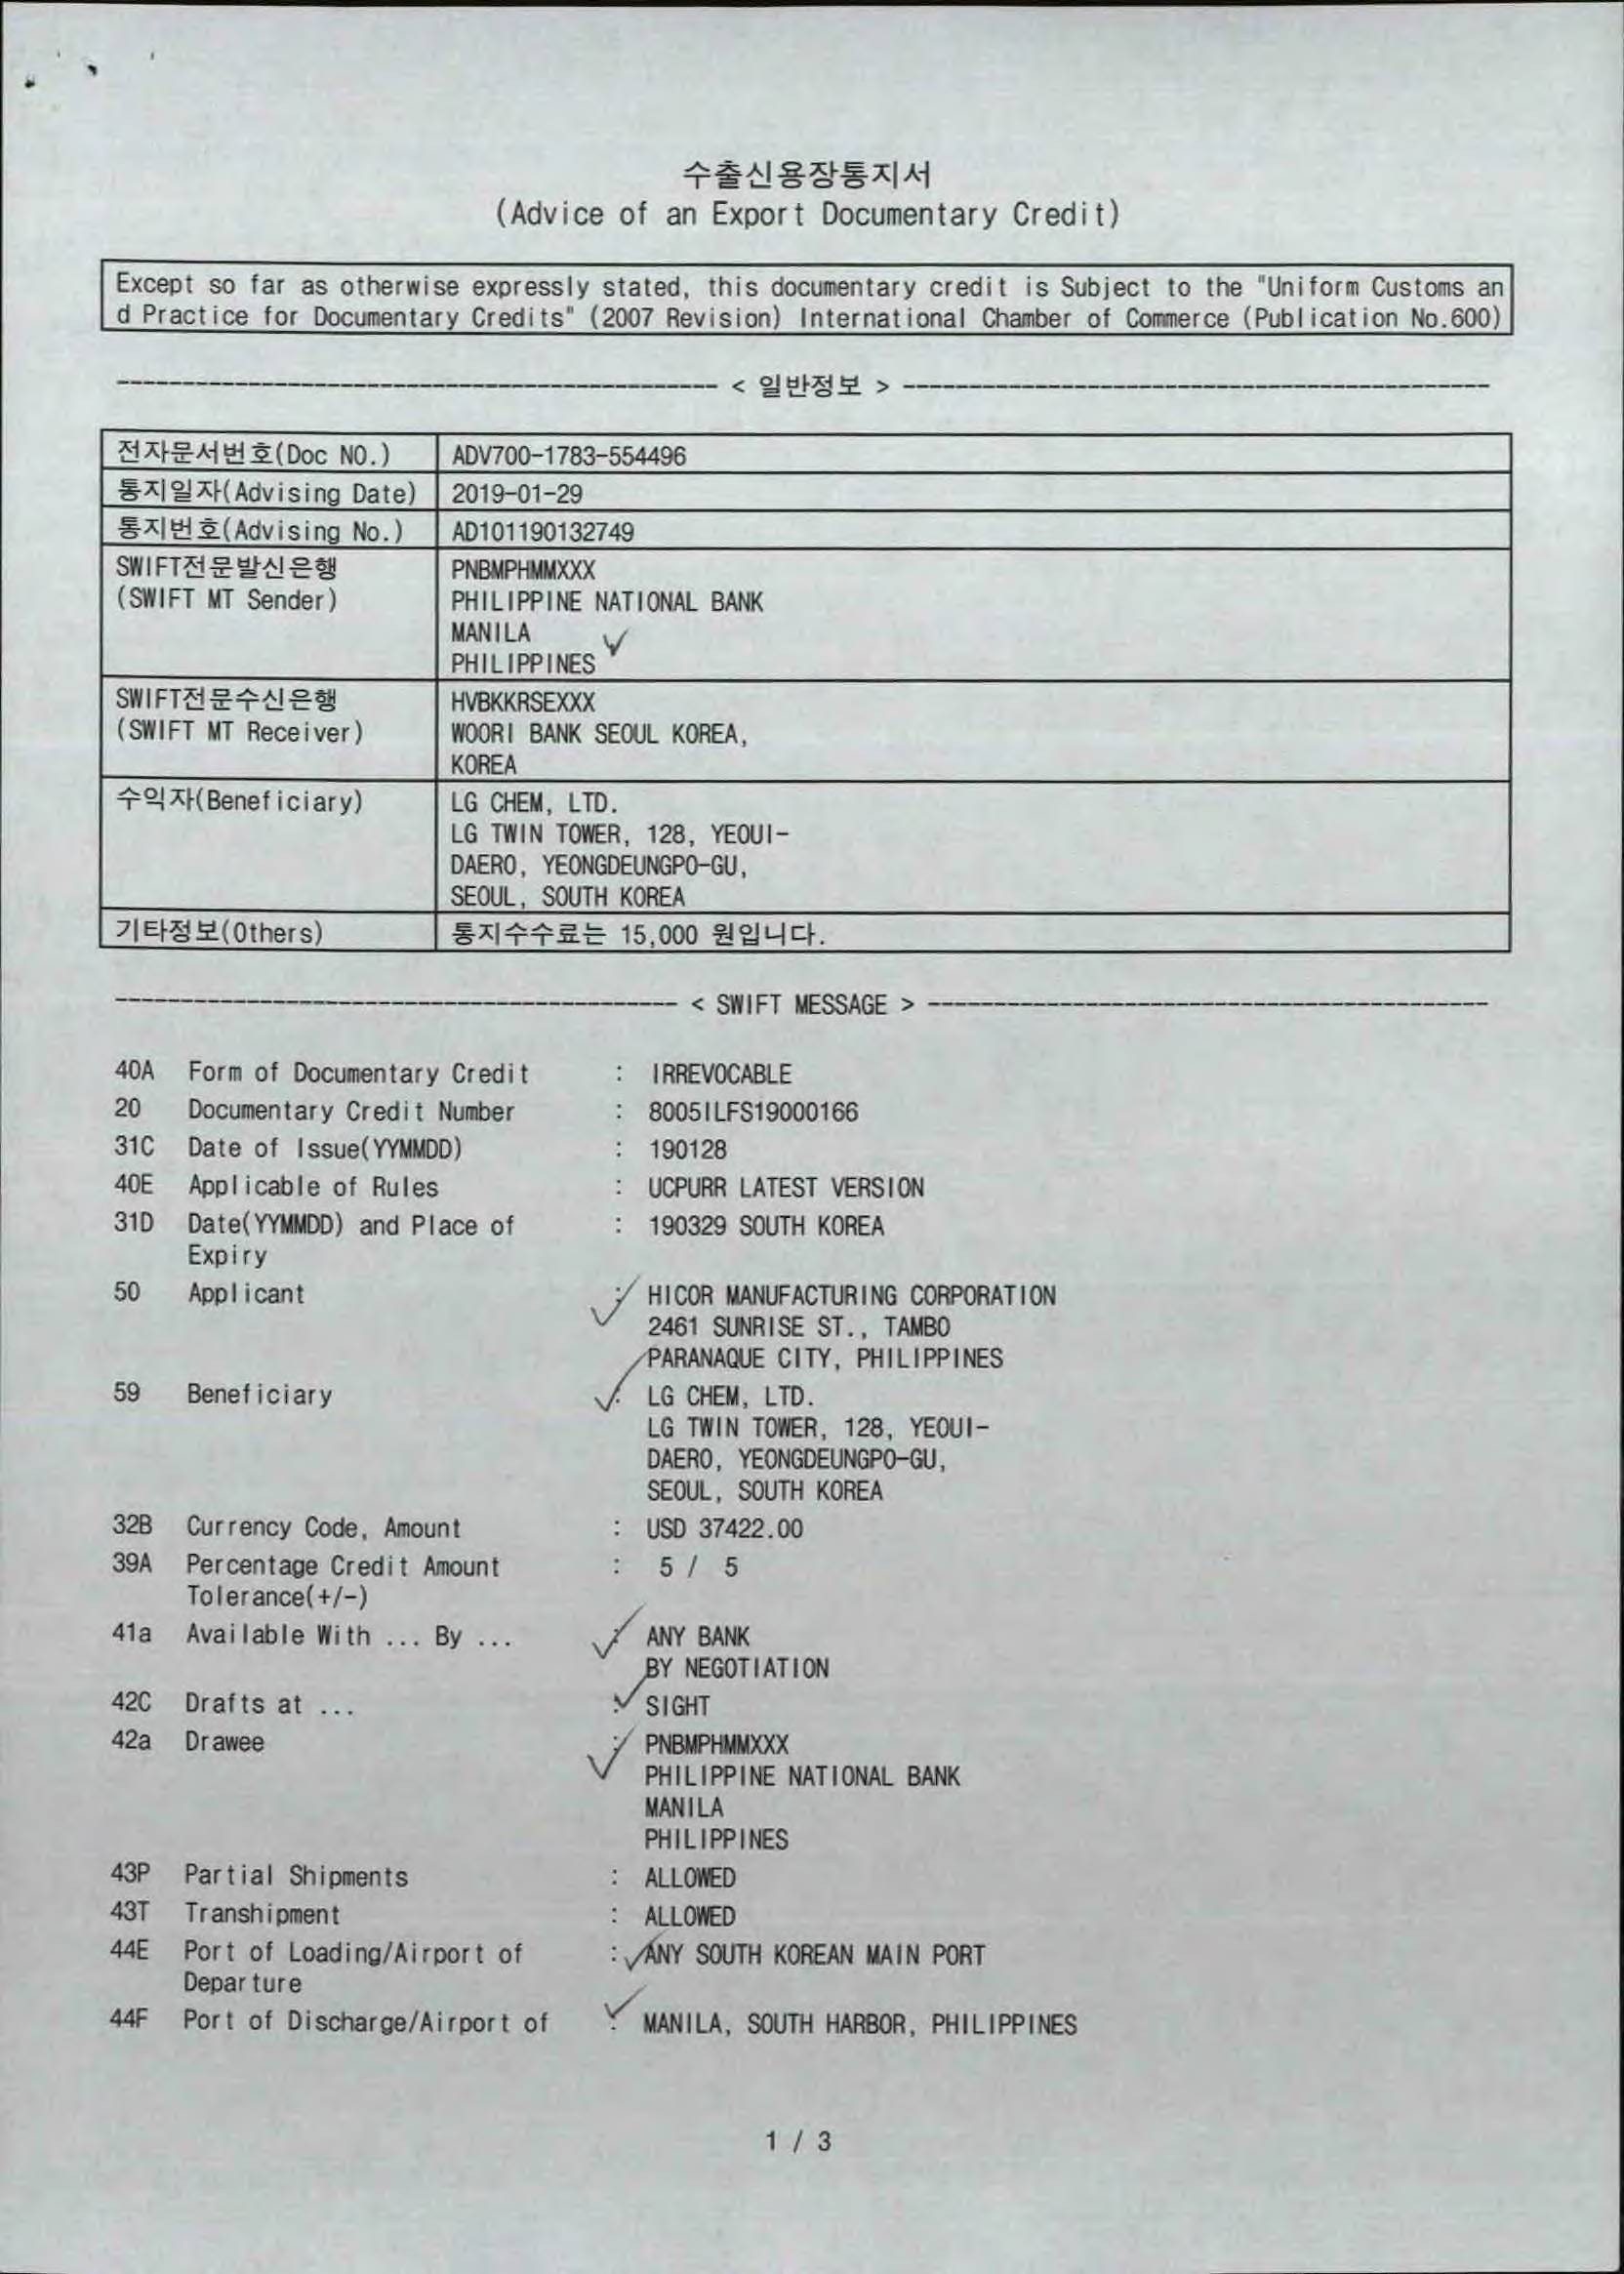 수출신용장통지서
(Advice of an Export Documentary Credit)
Except so far as otherwise expressly stated, this documentary credit is Subject to the "Uniform Customs an
d Practice for Documentary Credits" (2007 Revision) International Chamber of Commerce (Publication No.600)
< 일반정보 >
전자문서번호(Doc NO.) ADV700-1783-554496
통지일자(Advising Date) 2019-01-29
통지번호(Advising No.) AD101190132749
SWIFT전문발신은행 PNBMPHMMXXX
(SWIFT MT Sender) PHILIPPINE NATIONAL BANK
MANILA
PHILIPPINES
SWIFT전문수신은행 HVBKKRSEXXX
(SWIFT MT Receiver) WOORI BANK SEOUL KOREA,
KOREA
수익자(Beneficiary) LG CHEM, LTD.
LG TWIN TOWER, 128, YEOUI-
DAERO, YEONGDEUNGPO-GU,
SEOUL, SOUTH KOREA
기타정보(Others) 통지수수료는 15,000 원입니다.
< SWIFT MESSAGE >
40A Form of Documentary Credit : IRREVOCABLE
20 Documentary Credit Number : 8005ILFS19000166
31C Date of Issue(YYMMDD) : 190128
40E Applicable of Rules : UCPURR LATEST VERSION
31D Date(YYMMDD) and Place of : 190329 SOUTH KOREA
Expiry
50 Applicant : HICOR MANUFACTURING CORPORATION
2461 SUNRISE ST., TAMBO
PARANAQUE CITY, PHILIPPINES
59 Beneficiary : LG CHEM, LTD.
LG TWIN TOWER, 128, YEOUI-
DAERO, YEONGDEUNGPO-GU,
SEOUL, SOUTH KOREA
32B Currency Code, Amount : USD 37422.00
39A Percentage Credit Amount : 5 / 5
Tolerance(+/-)
41a Available With ... By ... : ANY BANK
BY NEGOTIATION
42C Drafts at ... : SIGHT
42a Drawee : PNBMPHMMXXX
PHILIPPINE NATIONAL BANK
MANILA
PHILIPPINES
43P Partial Shipments : ALLOWED
43T Transhipment : ALLOWED
44E Port of Loading/Airport of : ANY SOUTH KOREAN MAIN PORT
Departure
44F Port of Discharge/Airport of : MANILA, SOUTH HARBOR, PHILIPPINES
1 / 3